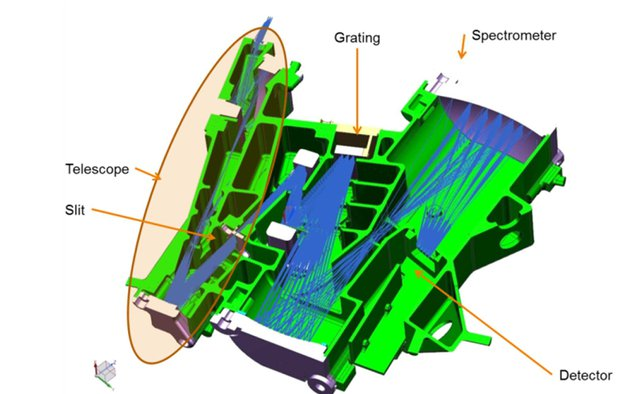 Grating
Spectrometer
Telescope
Slit
Detector